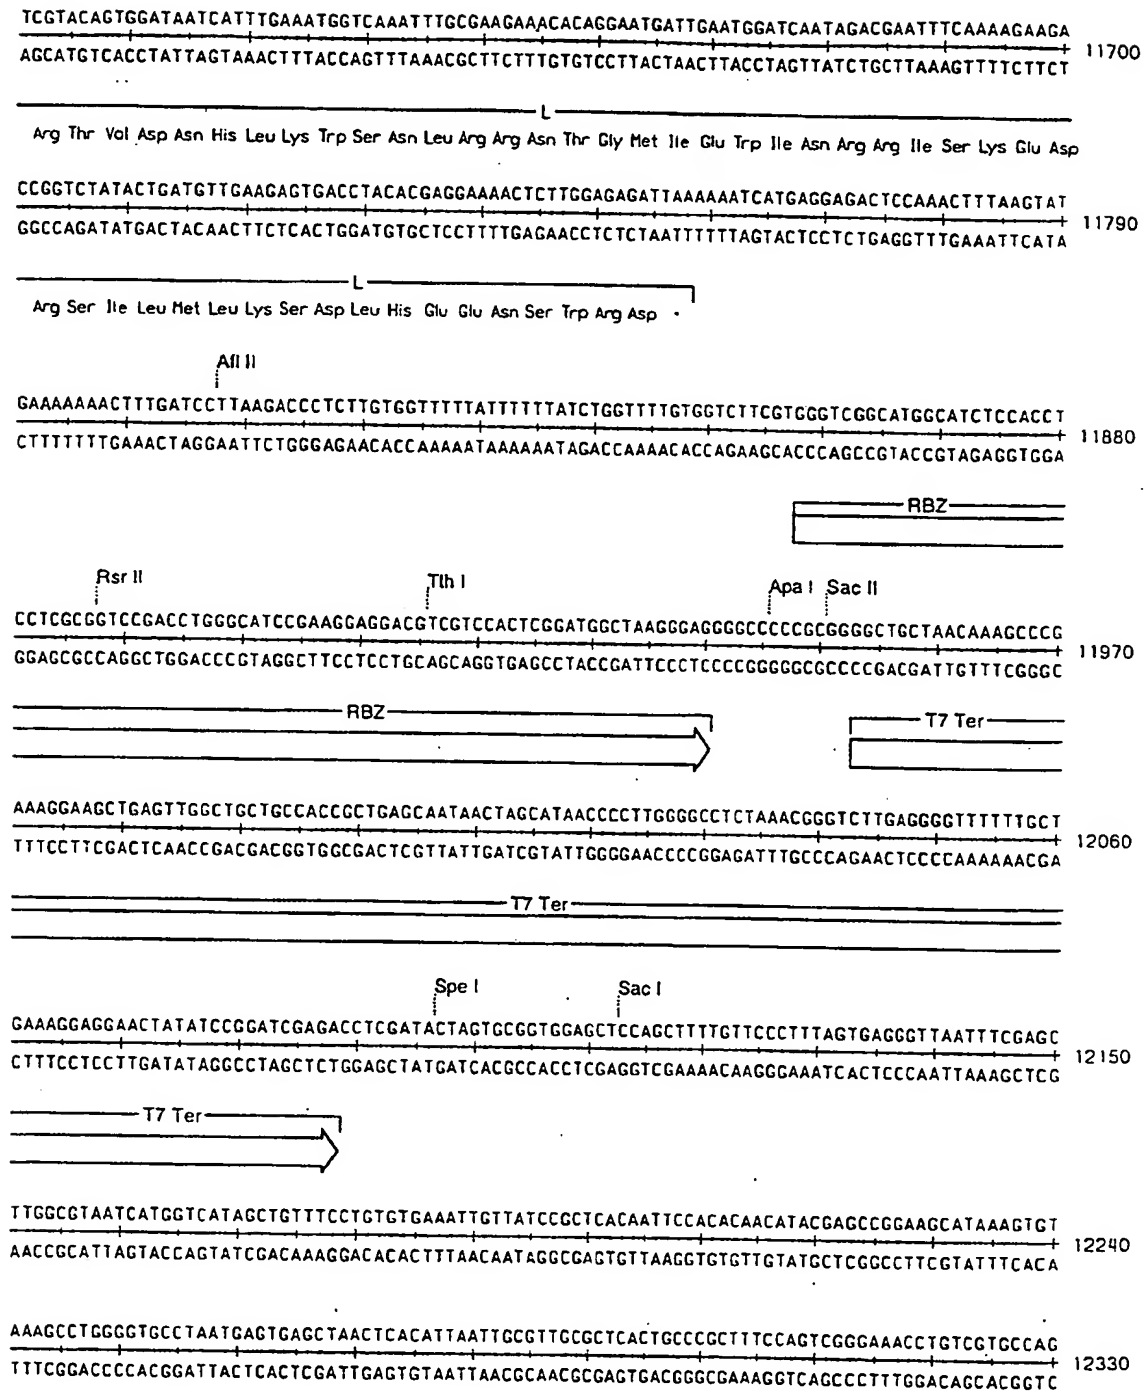 TCGTACAGTGGATAATCATTTGAAATGGTCAAATTTGCGAAGAAACACAGGAATGATTGAATGGATCAATAGACGAATTTCAAAAGAAGA
11700
AGCATGTCACCTATTAGTAAACTTTACCAGTTTAAACGCTTCTTTGTGTCCTTACTAACTTACCTAGTTATCTGCTTAAAGTTTTCTTCT
L
Arg Thr Val Asp Asn His Leu Lys Trp Ser Asn Leu Arg Arg Asn Thr Gly Met Ile Glu Trp Ile Asn Arg Arg Ile Ser Lys Glu Asp
CCGGTCTATACTGATGTTGAAGAGTGACCTACACGAGGAAAACTCTTGGAGAGATTAAAAAATCATGAGGAGACTCCAAACTTTAAGTAT
11790
GGCCAGATATGACTACAACTTCTCACTGGATGTGCTCCTTTTGAGAACCTCTCTAATTTTTTAGTACTCCTCTGAGGTTTGAAATTCATA
L
Arg Ser Ile Leu Met Leu Lys Ser Asp Leu His Glu Glu Asn Ser Trp Arg Asp ·
Afl II
GAAAAAAACTTTGATCCTTAAGACCCTCTTGTGGTTTTTATTTTTTATCTGGTTTTGTGGTCTTCGTGGGTCGGCATGGCATCTCCACCT
11880
CTTTTTTTGAAACTAGGAATTCTGGGAGAACACCAAAAATAAAAAATAGACCAAAACACCAGAAGCACCCAGCCGTACCGTAGAGGTGGA
RBZ
Rsr II Tth I Apa I Sac II
CCTCGCGGTCCGACCTGGGCATCCGAAGGAGGACGTCGTCCACTCGGATGGCTAAGGGAGGGGCCCCCGCGGGGCTGCTAACAAAGCCCG
11970
GGAGCGCCAGGCTGGACCCGTAGGCTTCCTCCTGCAGCAGGTGAGCCTACCGATTCCCTCCCCGGGGGCGCCCCGACGATTGTTTCGGGC
RBZ T7 Ter
AAAGGAAGCTGAGTTGGCTGCTGCCACCGCTGAGCAATAACTAGCATAACCCCTTGGGGCCTCTAAACGGGTCTTGAGGGGTTTTTTGCT
12060
TTTCCTTCGACTCAACCGACGACGGTGGCGACTCGTTATTGATCGTATTGGGGAACCCCGGAGATTTGCCCAGAACTCCCCAAAAAACGA
T7 Ter
Spe I Sac I
GAAAGGAGGAACTATATCCGGATCGAGACCTCGATACTAGTGCGGTGGAGCTCCAGCTTTTGTTCCCTTTAGTGAGGGTTAATTTCGAGC
12150
CTTTCCTCCTTGATATAGGCCTAGCTCTGGAGCTATGATCACGCCACCTCGAGGTCGAAAACAAGGGAAATCACTCCCAATTAAAGCTCG
T7 Ter
TTGGCGTAATCATGGTCATAGCTGTTTCCTGTGTGAAATTGTTATCCGCTCACAATTCCACACAACATACGAGCCGGAAGCATAAAGTGT
12240
AACCGCATTAGTACCAGTATCGACAAAGGACACACTTTAACAATAGGCGAGTGTTAAGGTGTGTTGTATGCTCGGCCTTCGTATTTCACA
AAAGCCTGGGGTGCCTAATGAGTGAGCTAACTCACATTAATTGCGTTGCGCTCACTGCCCGCTTTCCAGTCGGGAAACCTGTCGTGCCAG
12330
TTTCGGACCCCACGGATTACTCACTCGATTGAGTGTAATTAACGCAACGCGAGTGACGGGCGAAAGGTCAGCCCTTTGGACAGCACGGTC